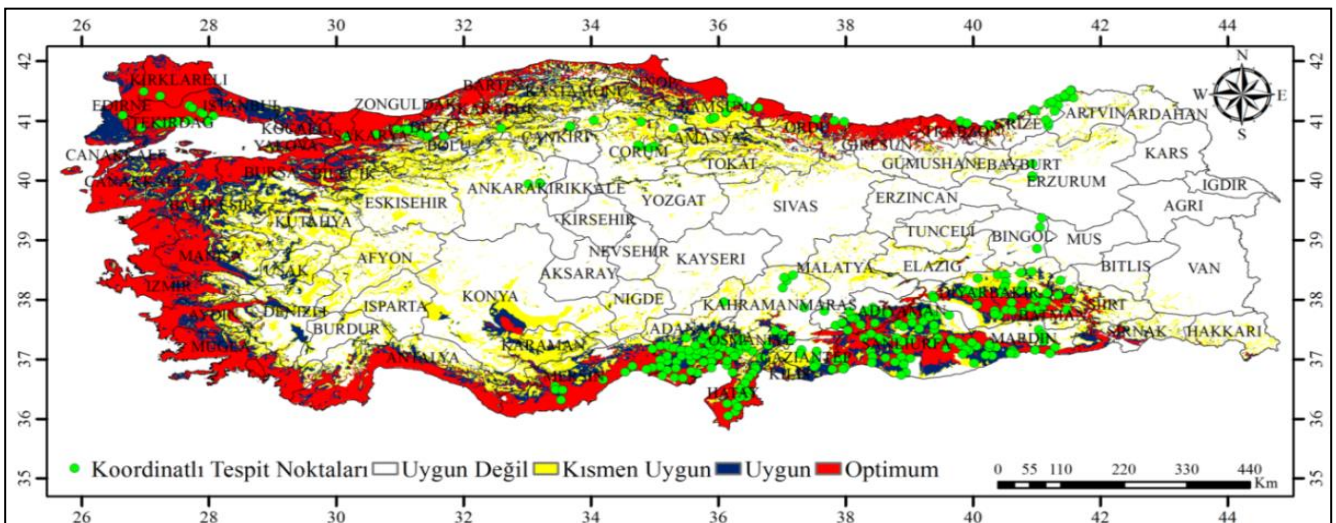 26 28 30 32 34 36 38 40 42 44
N
W E
S
42 42
41 41
40 40
39 39
38 38
37 37
36 36
35 35
KIRKLARELI
EDIRNE
ISTANBUL
TEKIRDAG
KOCAELI
YALOVA
SAKARYA
DUZCE
ZONGULDAK
BARTIN
KARABUK
KASTAMONU
SINOP
SAMSUN
ORDU
GIRESUN
TRABZON
RIZE
ARTVIN
ARDAHAN
CANAKKALE
CANAKKALE
BURSA
BILECIK
BOLU
CANKIRI
CORUM
AMASYA
TOKAT
GUMUSHANE
BAYBURT
KARS
BALIKESIR
KUTAHYA
ESKISEHIR
ANKARA
KIRIKKALE
YOZGAT
SIVAS
ERZINCAN
ERZURUM
IGDIR
AGRI
MANISA
USAK
AFYON
KIRSEHIR
NEVSEHIR
KAYSERI
TUNCELI
BINGOL
MUS
IZMIR
AKSARAY
MALATYA
ELAZIG
BITLIS
VAN
AYDIN
DENIZLI
ISPARTA
KONYA
NIGDE
KAHRAMANMARAS
ADIYAMAN
DIYARBAKIR
BATMAN
SIIRT
MUGLA
BURDUR
ANTALYA
KARAMAN
ADANA
OSMANIYE
GAZIANTEP
SANLIURFA
MARDIN
SIRNAK
HAKKARI
MERSIN
KILIS
HATAY
Koordinatlı Tespit Noktaları Uygun Değil Kısmen Uygun Uygun Optimum
0 55 110 220 330 440
Km
26 28 30 32 34 36 38 40 42 44